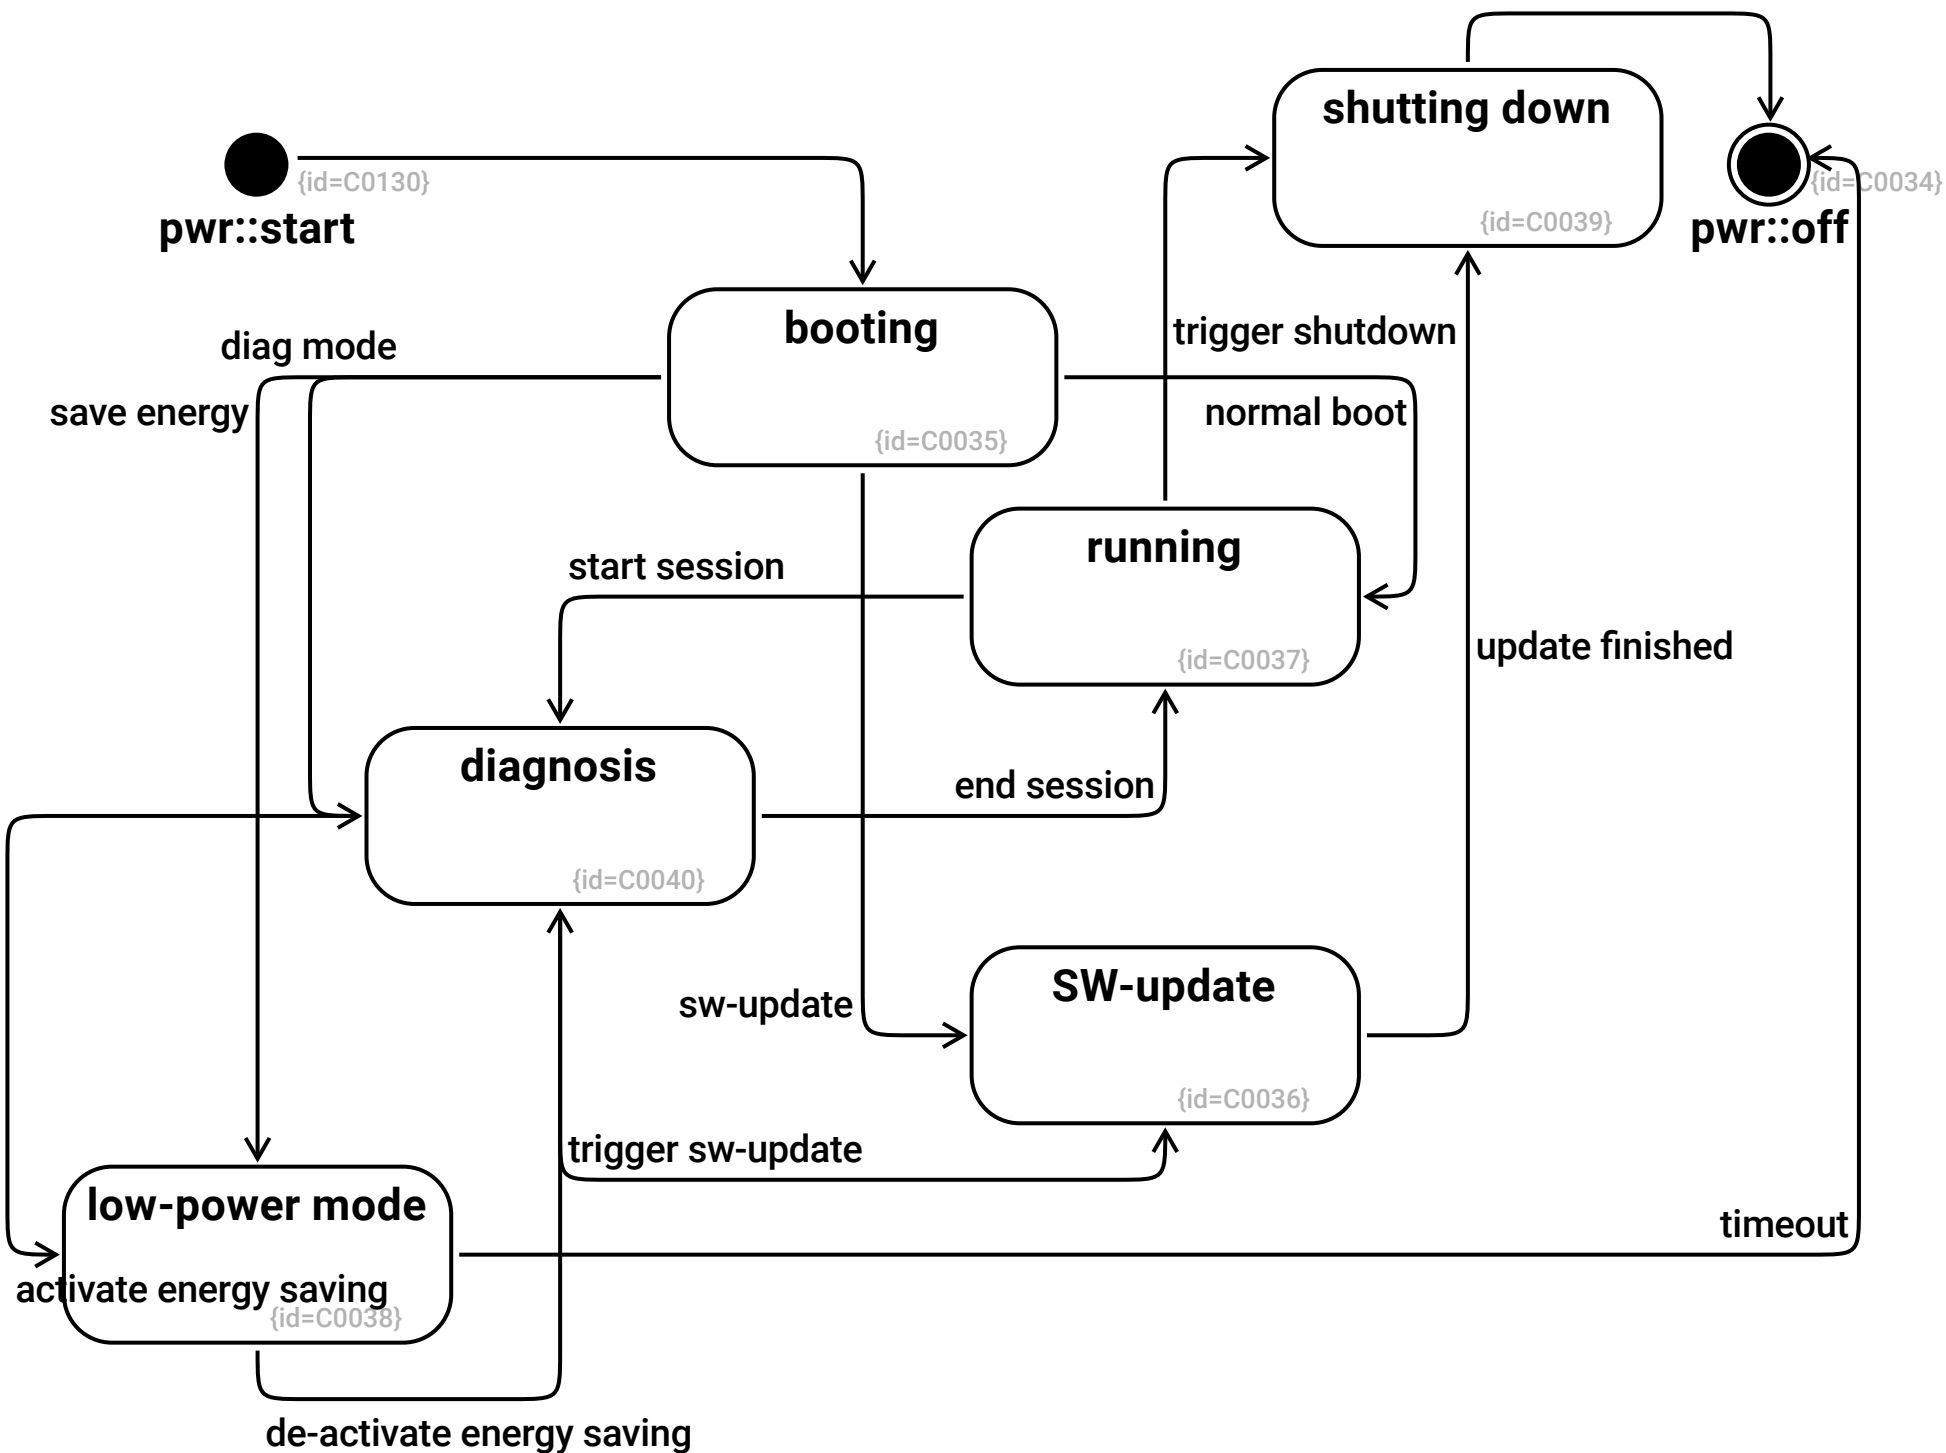 shutting down
{id=C0039}
{id=C0130}
pwr::start
{id=C0034}
pwr::off
booting
{id=C0035}
diag mode
save energy
trigger shutdown
normal boot
running
{id=C0037}
start session
update finished
diagnosis
{id=C0040}
end session
SW-update
{id=C0036}
sw-update
trigger sw-update
low-power mode
activate energy saving
{id=C0038}
timeout
de-activate energy saving